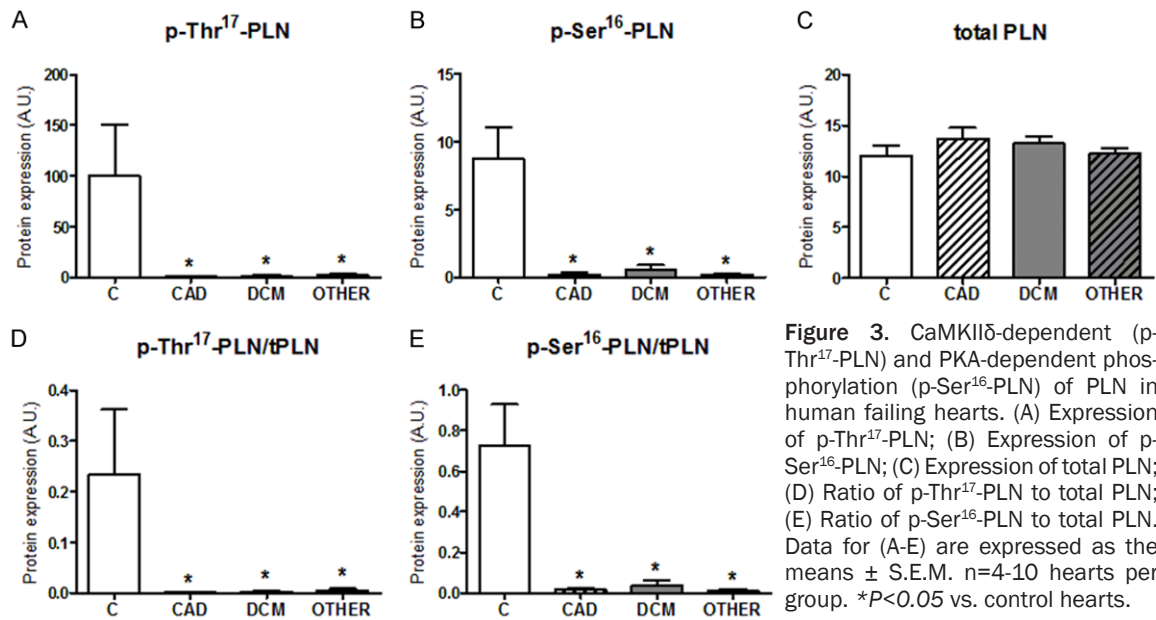 A
p-Thr¹⁷-PLN
Protein expression (A.U.)
200
150
100
50
0
C CAD DCM OTHER
* * *
B
p-Ser¹⁶-PLN
Protein expression (A.U.)
15
10
5
0
C CAD DCM OTHER
* * *
C
total PLN
Protein expression (A.U.)
20
15
10
5
0
C CAD DCM OTHER
D
p-Thr¹⁷-PLN/tPLN
Protein expression (A.U.)
0.4
0.3
0.2
0.1
0.0
C CAD DCM OTHER
* * *
E
p-Ser¹⁶-PLN/tPLN
Protein expression (A.U.)
1.0
0.8
0.6
0.4
0.2
0.0
C CAD DCM OTHER
* * *
Figure 3. CaMKIIδ-dependent (p-
Thr¹⁷-PLN) and PKA-dependent phos-
phorylation (p-Ser¹⁶-PLN) of PLN in
human failing hearts. (A) Expression
of p-Thr¹⁷-PLN; (B) Expression of p-
Ser¹⁶-PLN; (C) Expression of total PLN;
(D) Ratio of p-Thr¹⁷-PLN to total PLN;
(E) Ratio of p-Ser¹⁶-PLN to total PLN.
Data for (A-E) are expressed as the
means ± S.E.M. n=4-10 hearts per
group. *P<0.05 vs. control hearts.